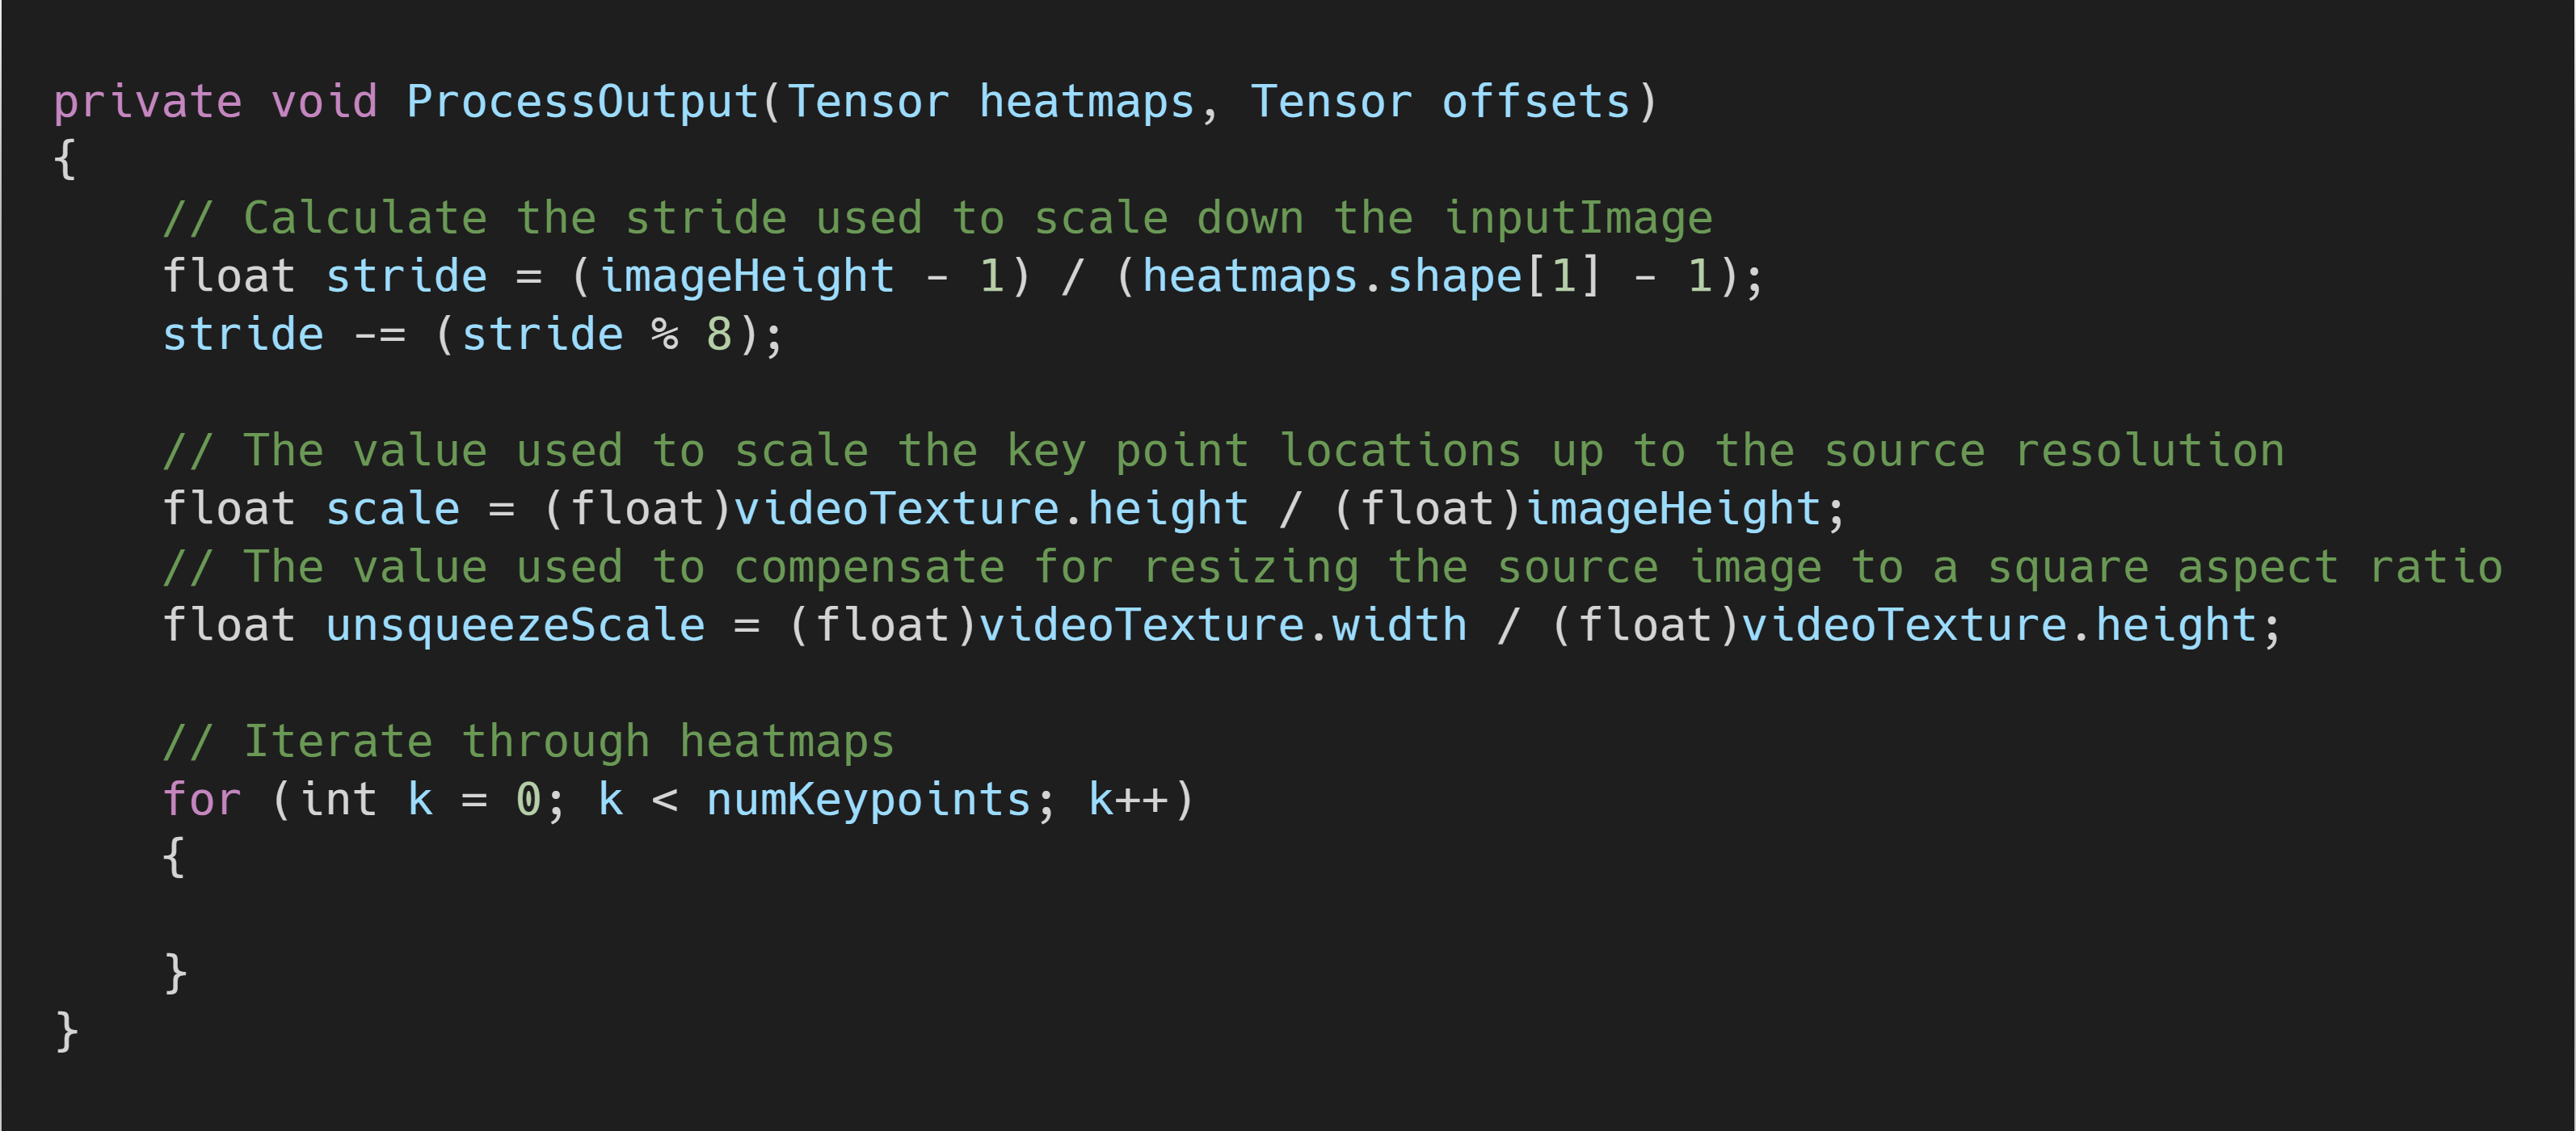 private void ProcessOutput(Tensor heatmaps, Tensor offsets)
{
    // Calculate the stride used to scale down the inputImage
    float stride = (imageHeight - 1) / (heatmaps.shape[1] - 1);
    stride -= (stride % 8);

    // The value used to scale the key point locations up to the source resolution
    float scale = (float)videoTexture.height / (float)imageHeight;
    // The value used to compensate for resizing the source image to a square aspect ratio
    float unsqueezeScale = (float)videoTexture.width / (float)videoTexture.height;

    // Iterate through heatmaps
    for (int k = 0; k < numKeypoints; k++)
    {

    }
}